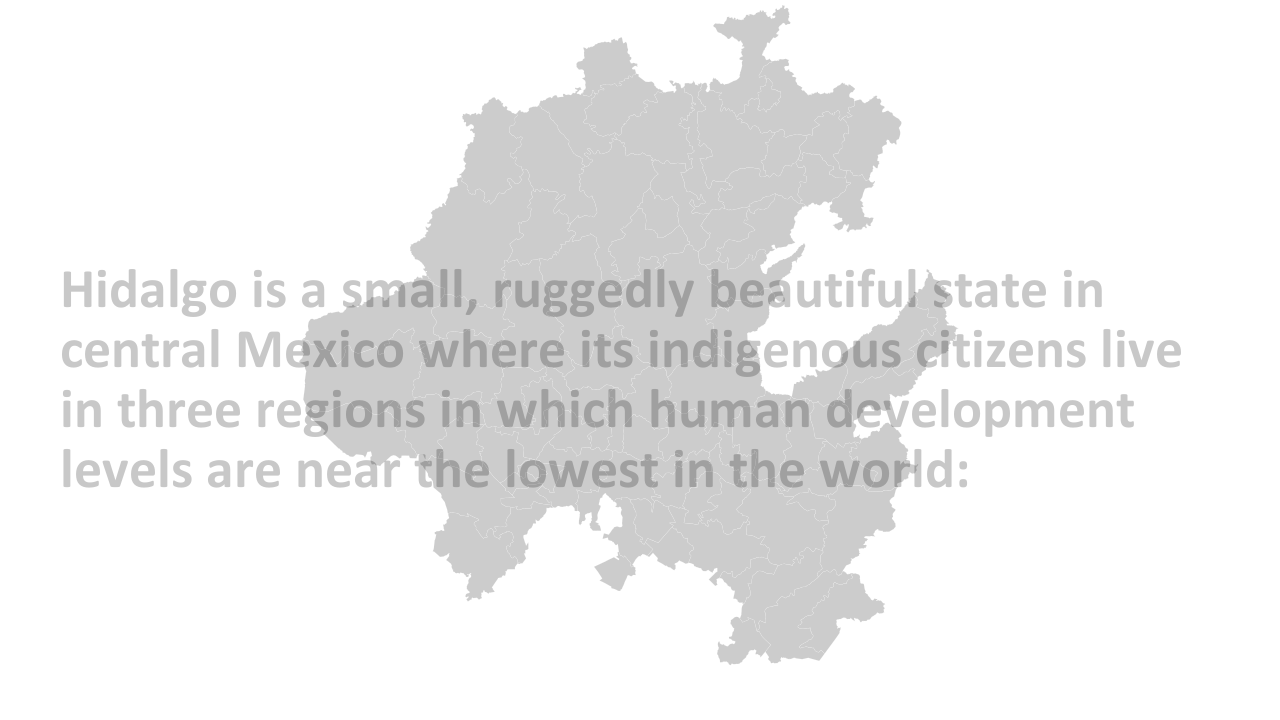 Hidalgo is a small, ruggedly beautiful state in
central Mexico where its indigenous citizens live
in three regions in which human development
levels are near the lowest in the world: